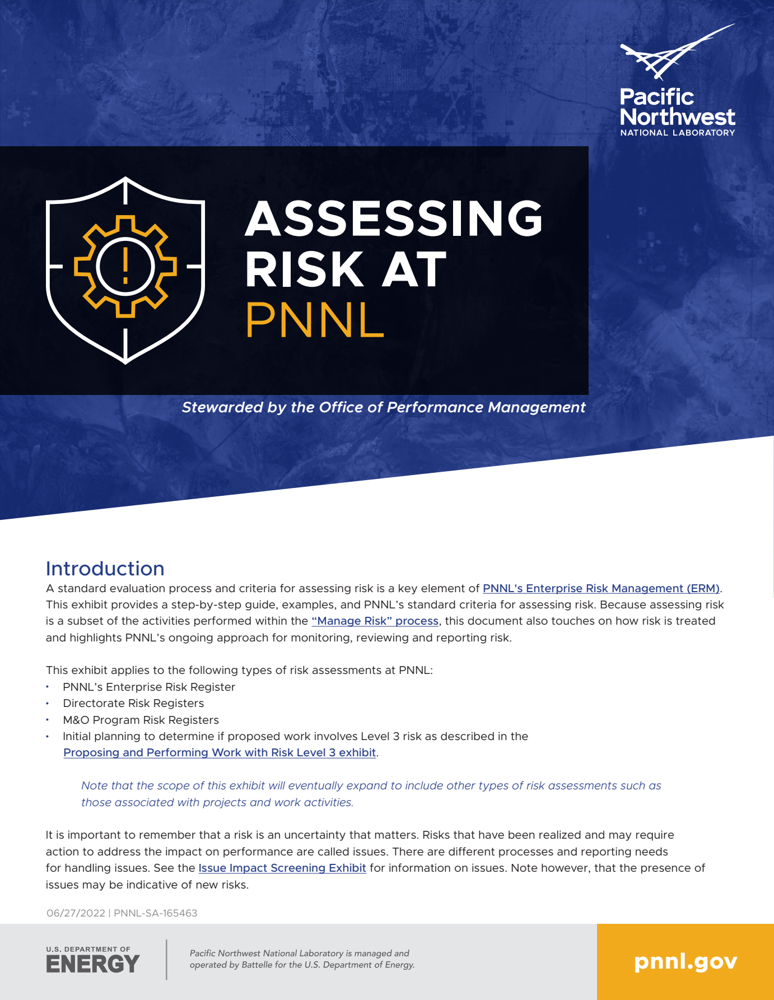 Pacific
Northwest
NATIONAL LABORATORY
ASSESSING
RISK AT
PNNL
Stewarded by the Office of Performance Management
Introduction
A standard evaluation process and criteria for assessing risk is a key element of PNNL's Enterprise Risk Management (ERM).
This exhibit provides a step-by-step guide, examples, and PNNL’s standard criteria for assessing risk. Because assessing risk
is a subset of the activities performed within the “Manage Risk” process, this document also touches on how risk is treated
and highlights PNNL’s ongoing approach for monitoring, reviewing and reporting risk.
This exhibit applies to the following types of risk assessments at PNNL:
• PNNL’s Enterprise Risk Register
• Directorate Risk Registers
• M&O Program Risk Registers
• Initial planning to determine if proposed work involves Level 3 risk as described in the
Proposing and Performing Work with Risk Level 3 exhibit.
Note that the scope of this exhibit will eventually expand to include other types of risk assessments such as
those associated with projects and work activities.
It is important to remember that a risk is an uncertainty that matters. Risks that have been realized and may require
action to address the impact on performance are called issues. There are different processes and reporting needs
for handling issues. See the Issue Impact Screening Exhibit for information on issues. Note however, that the presence of
issues may be indicative of new risks.
06/27/2022 | PNNL-SA-165463
U.S. DEPARTMENT OF
ENERGY
Pacific Northwest National Laboratory is managed and
operated by Battelle for the U.S. Department of Energy.
pnnl.gov